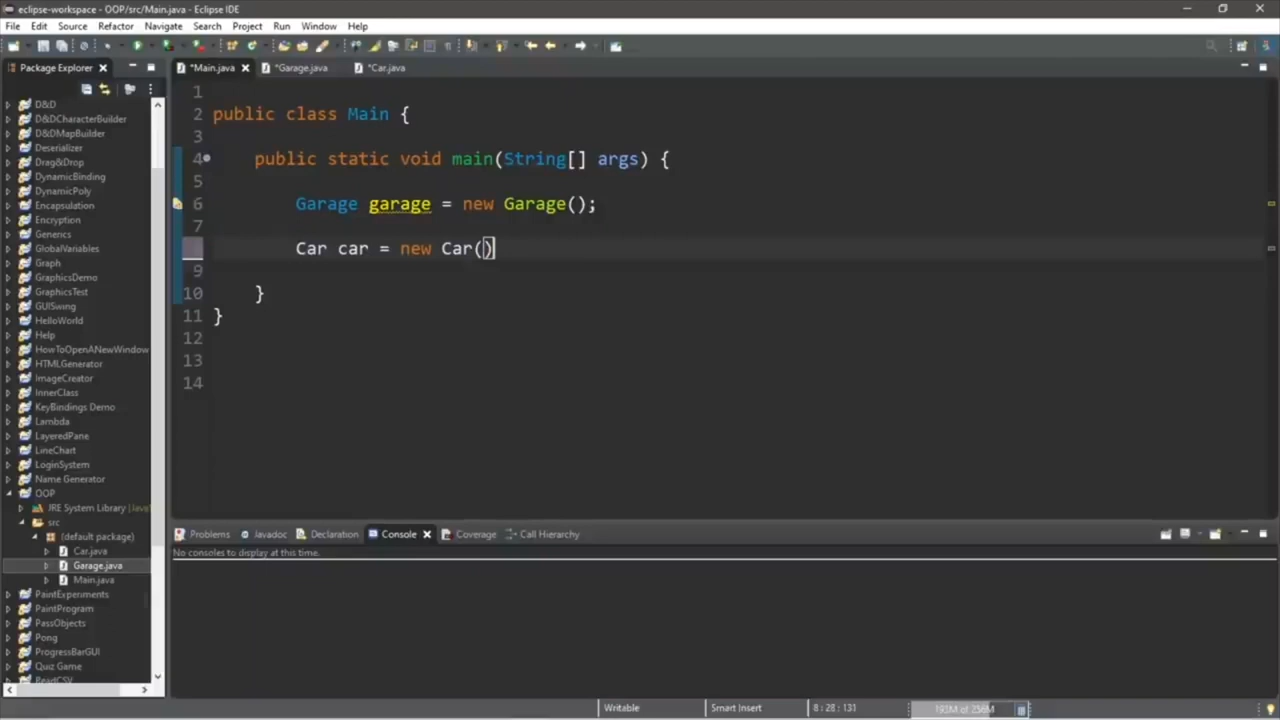 eclipse-workspace - OOP/src/Main.java - Eclipse IDE
File Edit Source Refactor Navigate Search Project Run Window Help
Package Explorer
*Main.java *Garage.java *Car.java
D&D
D&DCharacterBuilder
D&DMapBuilder
Deserializer
Drag&Drop
DynamicBinding
DynamicPoly
Encapsulation
Encryption
Generics
GlobalVariables
Graph
GraphicsDemo
GraphicsTest
GUISwing
HelloWorld
Help
HowToOpenANewWindow
HTMLGenerator
ImageCreator
InnerClass
KeyBindings Demo
Lambda
LayeredPane
LineChart
LoginSystem
Name Generator
OOP
JRE System Library [Java
src
(default package)
Car.java
Garage.java
Main.java
PaintExperiments
PaintProgram
PassObjects
Pong
ProgressBarGUI
Quiz Game
ReadCSV
1
2 public class Main {
3
4 public static void main(String[] args) {
5
6 Garage garage = new Garage();
7
Car car = new Car()
9
10 }
11 }
12
13
14
Problems Javadoc Declaration Console Coverage Call Hierarchy
No consoles to display at this time.
Writable Smart Insert 8 : 28 : 131 of 256M